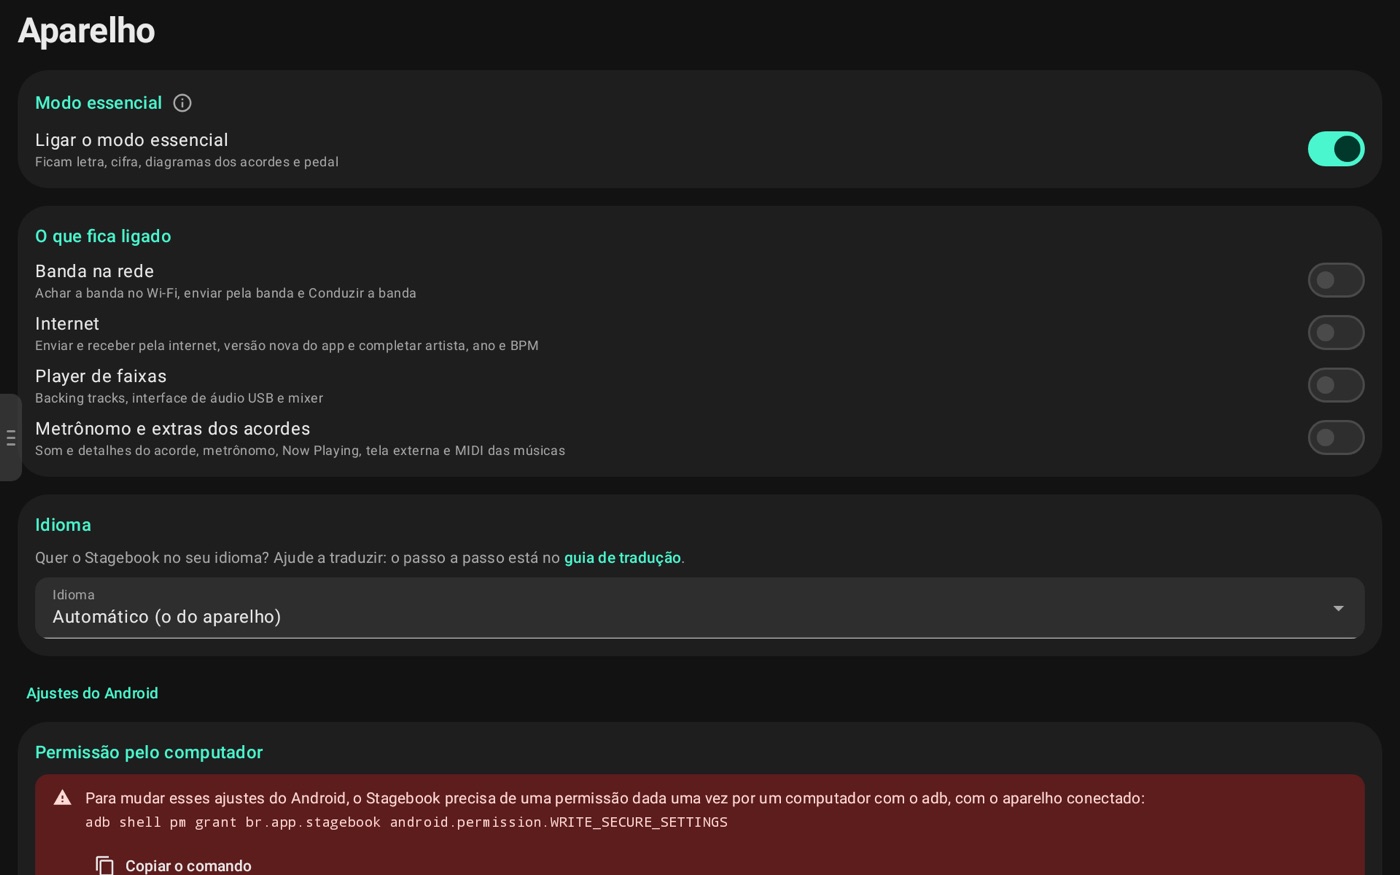 Aparelho
Modo essencial
Ligar o modo essencial
Ficam letra, cifra, diagramas dos acordes e pedal
O que fica ligado
Banda na rede
Achar a banda no Wi-Fi, enviar pela banda e Conduzir a banda
Internet
Enviar e receber pela internet, versão nova do app e completar artista, ano e BPM
Player de faixas
Backing tracks, interface de áudio USB e mixer
Metrônomo e extras dos acordes
Som e detalhes do acorde, metrônomo, Now Playing, tela externa e MIDI das músicas
Idioma
Quer o Stagebook no seu idioma? Ajude a traduzir: o passo a passo está no guia de tradução.
Idioma
Automático (o do aparelho)
Ajustes do Android
Permissão pelo computador
Para mudar esses ajustes do Android, o Stagebook precisa de uma permissão dada uma vez por um computador com o adb, com o aparelho conectado:
adb shell pm grant br.app.stagebook android.permission.WRITE_SECURE_SETTINGS
Copiar o comando